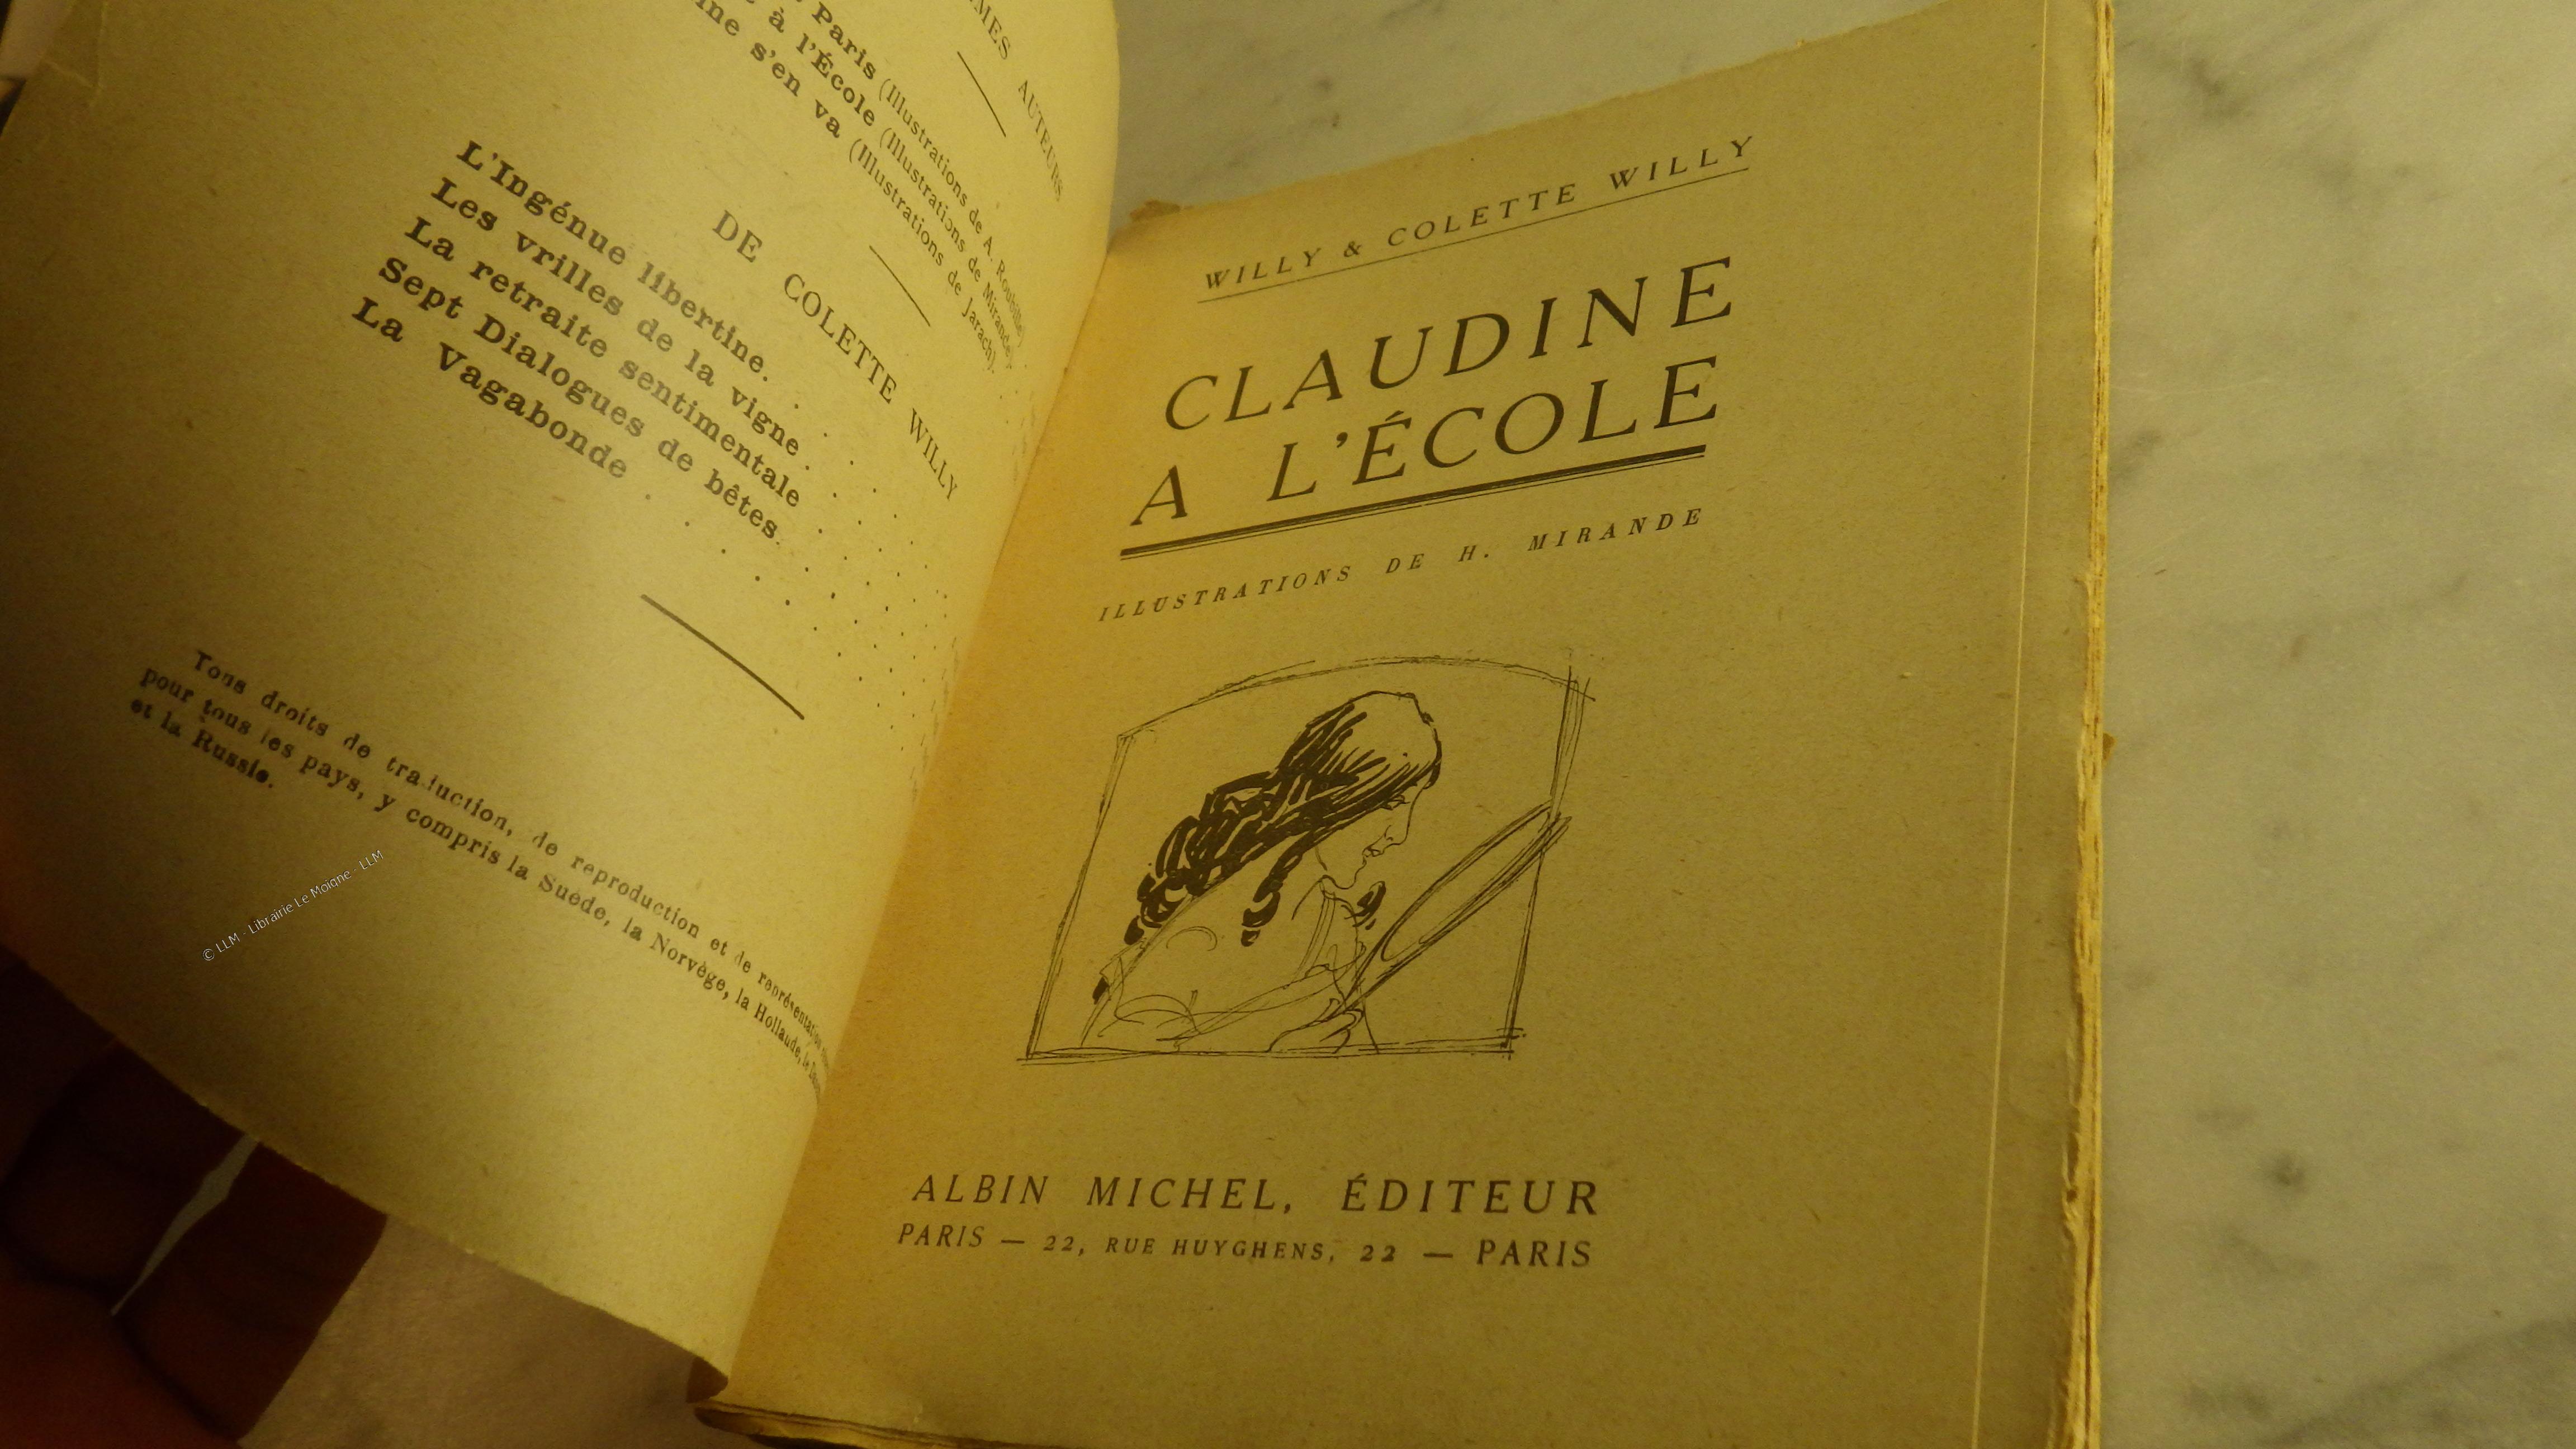 MES AUTEURS
Paris (Illustrations de A. Roubille)
à l'École (Illustrations de Mirande).
ine s'en va (Illustrations de Jarach).
DE COLETTE WILLY
L'Ingénue libertine.
Les vrilles de la vigne
La retraite sentimentale
Sept Dialogues de bêtes.
La Vagabonde
Tous droits de traduction, de reproduction et de représentation
pour tous les pays, y compris la Suède, la Norvège, la Hollande, le
et la Russie.
© LLM - Librairie Le Moigne - LLM
WILLY & COLETTE WILLY
CLAUDINE
A L'ÉCOLE
ILLUSTRATIONS DE H. MIRANDE
ALBIN MICHEL, ÉDITEUR
PARIS — 22, RUE HUYGHENS, 22 — PARIS